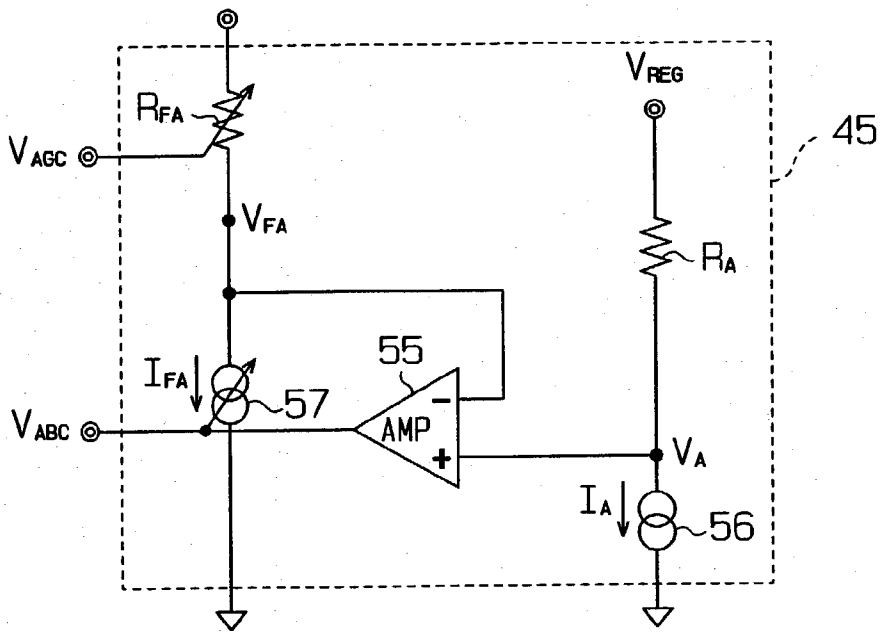 V_REG
R_FA
45
V_AGC
V_FA
R_A
55
I_FA
57
AMP
−
+
V_ABC
V_A
I_A
56